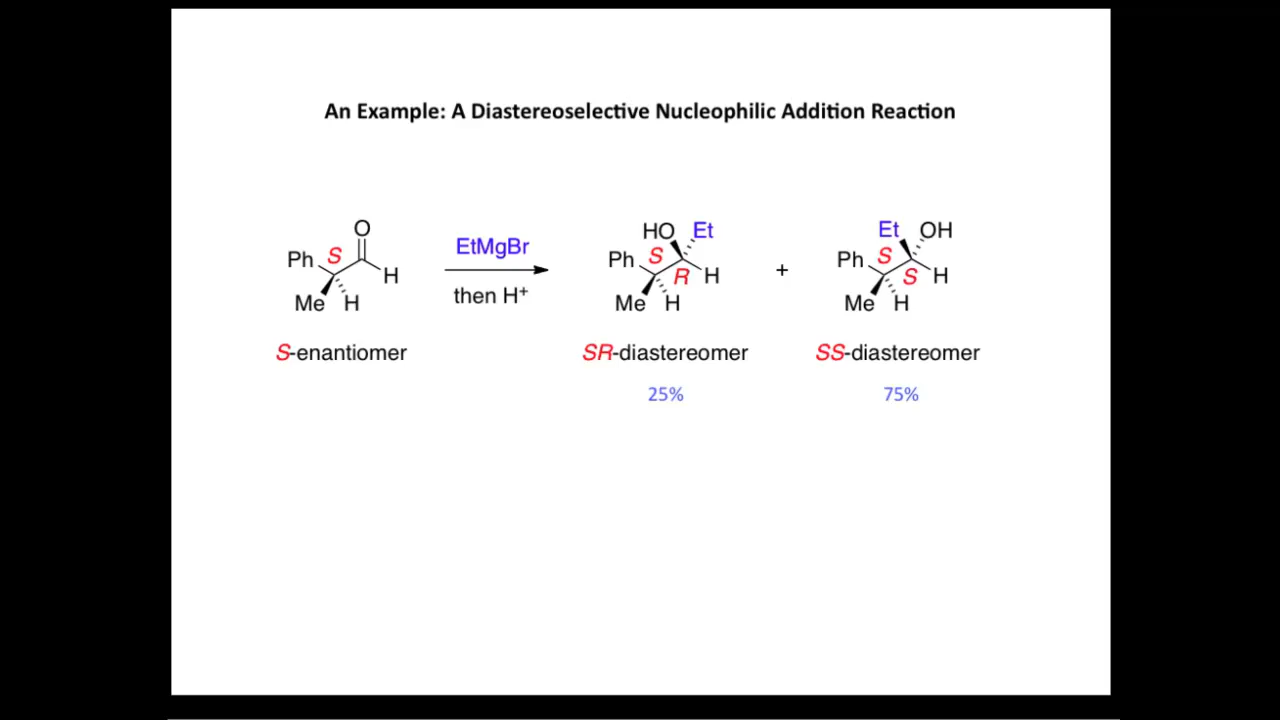 An Example: A Diastereoselective Nucleophilic Addition Reaction
O
Ph S
H
Me H
S-enantiomer
EtMgBr
then H⁺
HO Et
Ph S
R H
Me H
SR-diastereomer
25%
+
Et OH
Ph S
S H
Me H
SS-diastereomer
75%